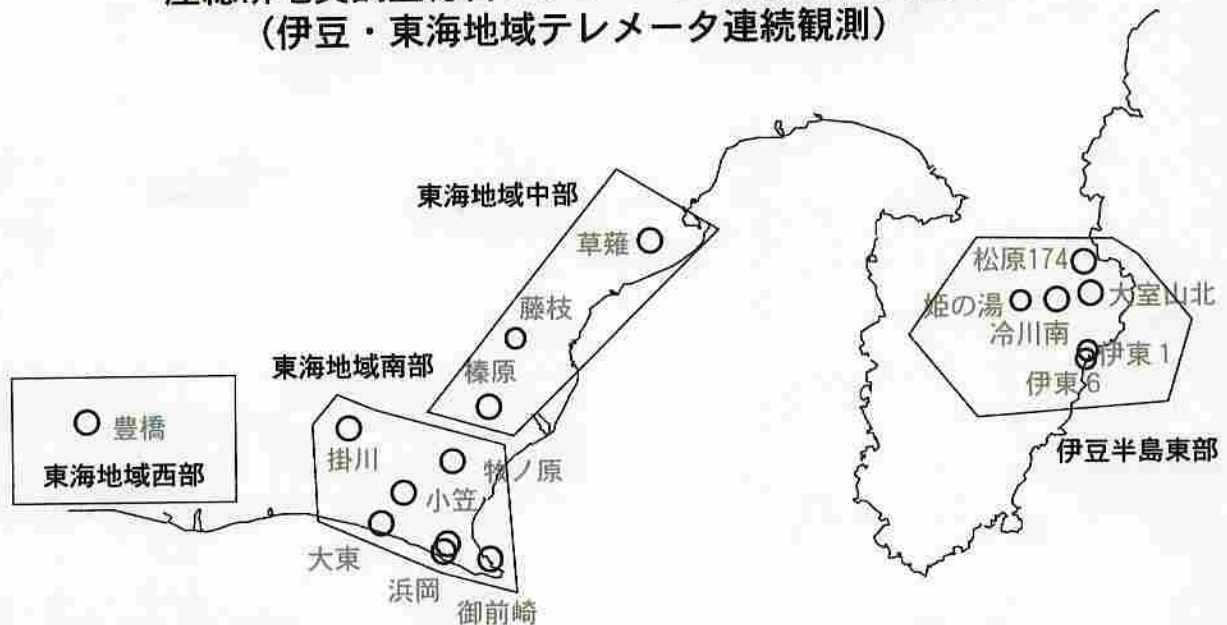 (伊豆・東海地域テレメータ連続観測)
東海地域中部
草薙
藤枝
榛原
東海地域南部
豊橋
東海地域西部
掛川
牧ノ原
小笠
大東
浜岡
御前崎
松原174
姫の湯
大室山北
冷川南
伊東1
伊東6
伊豆半島東部